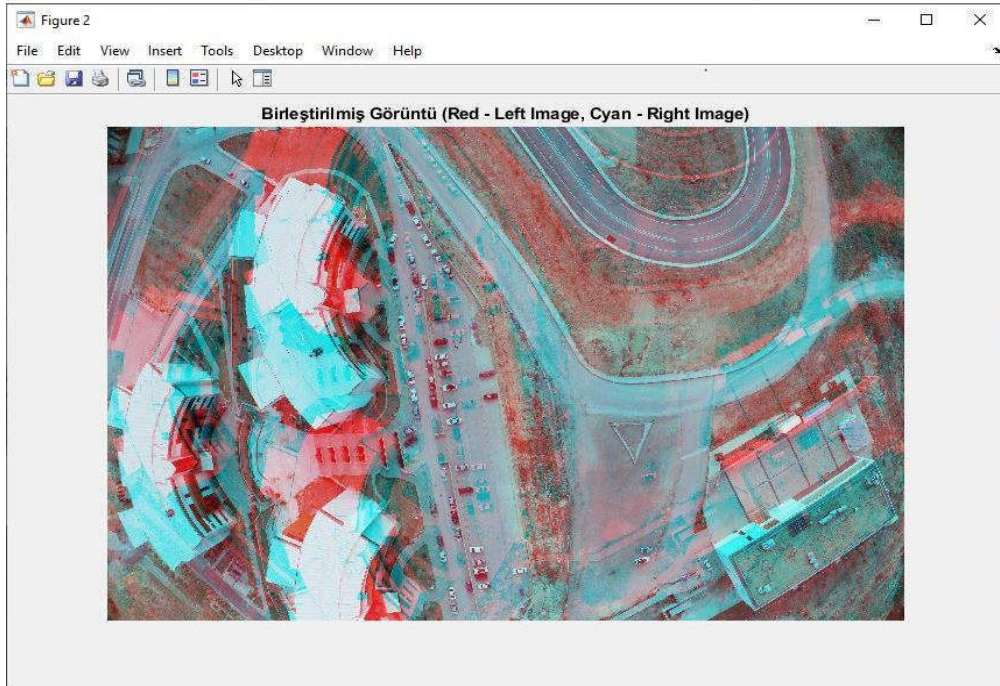 Figure 2
File Edit View Insert Tools Desktop Window Help
Birleştirilmiş Görüntü (Red - Left Image, Cyan - Right Image)